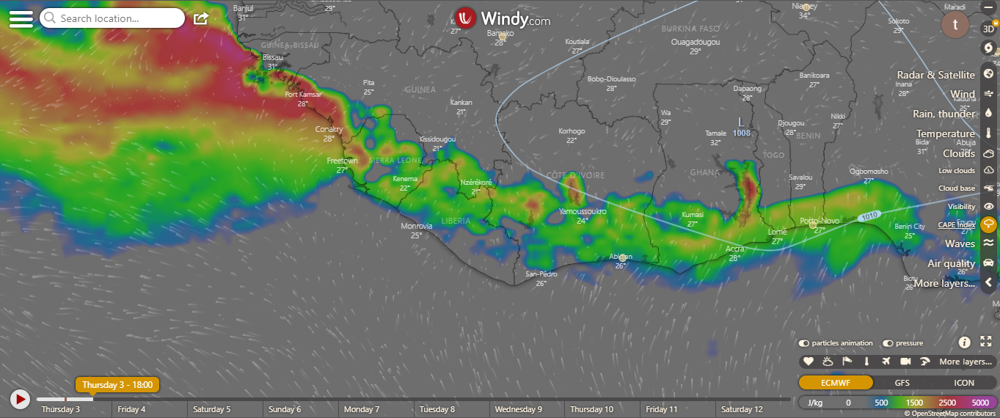 Banjul
31°
29°
Search location...
Windy.com
27°
Bamako
28°
Koutiala
27°
BURKINA FASO
Ouagadougou
29°
Niamey
34°
Sokoto
29°
Maradi
t
3D
GUINEA-BISSAU
Bissau
31°
Port Kamsar
28°
Pita
25°
GUINEA
Kankan
21°
Bobo-Dioulasso
28°
Banikoara
27°
Dapaong
28°
Inana
28°
Radar & Satellite
Wind
Rain, thunder
Temperature
Clouds
Low clouds
Cloud base
Visibility
CAPE Index
Waves
Air quality
More layers...
Kaduna
25°
Conakry
28°
Kissidougou
21°
Korhogo
22°
Wa
29°
L
1008
Tamale
32°
Djougou
28°
Nikki
27°
BENIN
TOGO
Bida
31°
Abuja
Freetown
27°
SIERRA LEONE
Kenema
22°
Nzérékoré
21°
CÔTE D'IVOIRE
GHANA
Savalou
29°
Ogbomosho
27°
Yamoussoukro
24°
Kumasi
27°
LIBERIA
Monrovia
25°
Lomé
27°
Porto-Novo
27°
1010
Benin City
25°
Enugu
27°
Accra
28°
Abidjan
26°
San-Pédro
26°
26°
26°
particles animation
pressure
i
More layers...
Thursday 3 - 18:00
Thursday 3
Friday 4
Saturday 5
Sunday 6
Monday 7
Tuesday 8
Wednesday 9
Thursday 10
Friday 11
Saturday 12
ECMWF
GFS
ICON
J/kg
0
500
1500
2500
5000
© OpenStreetMap contributors